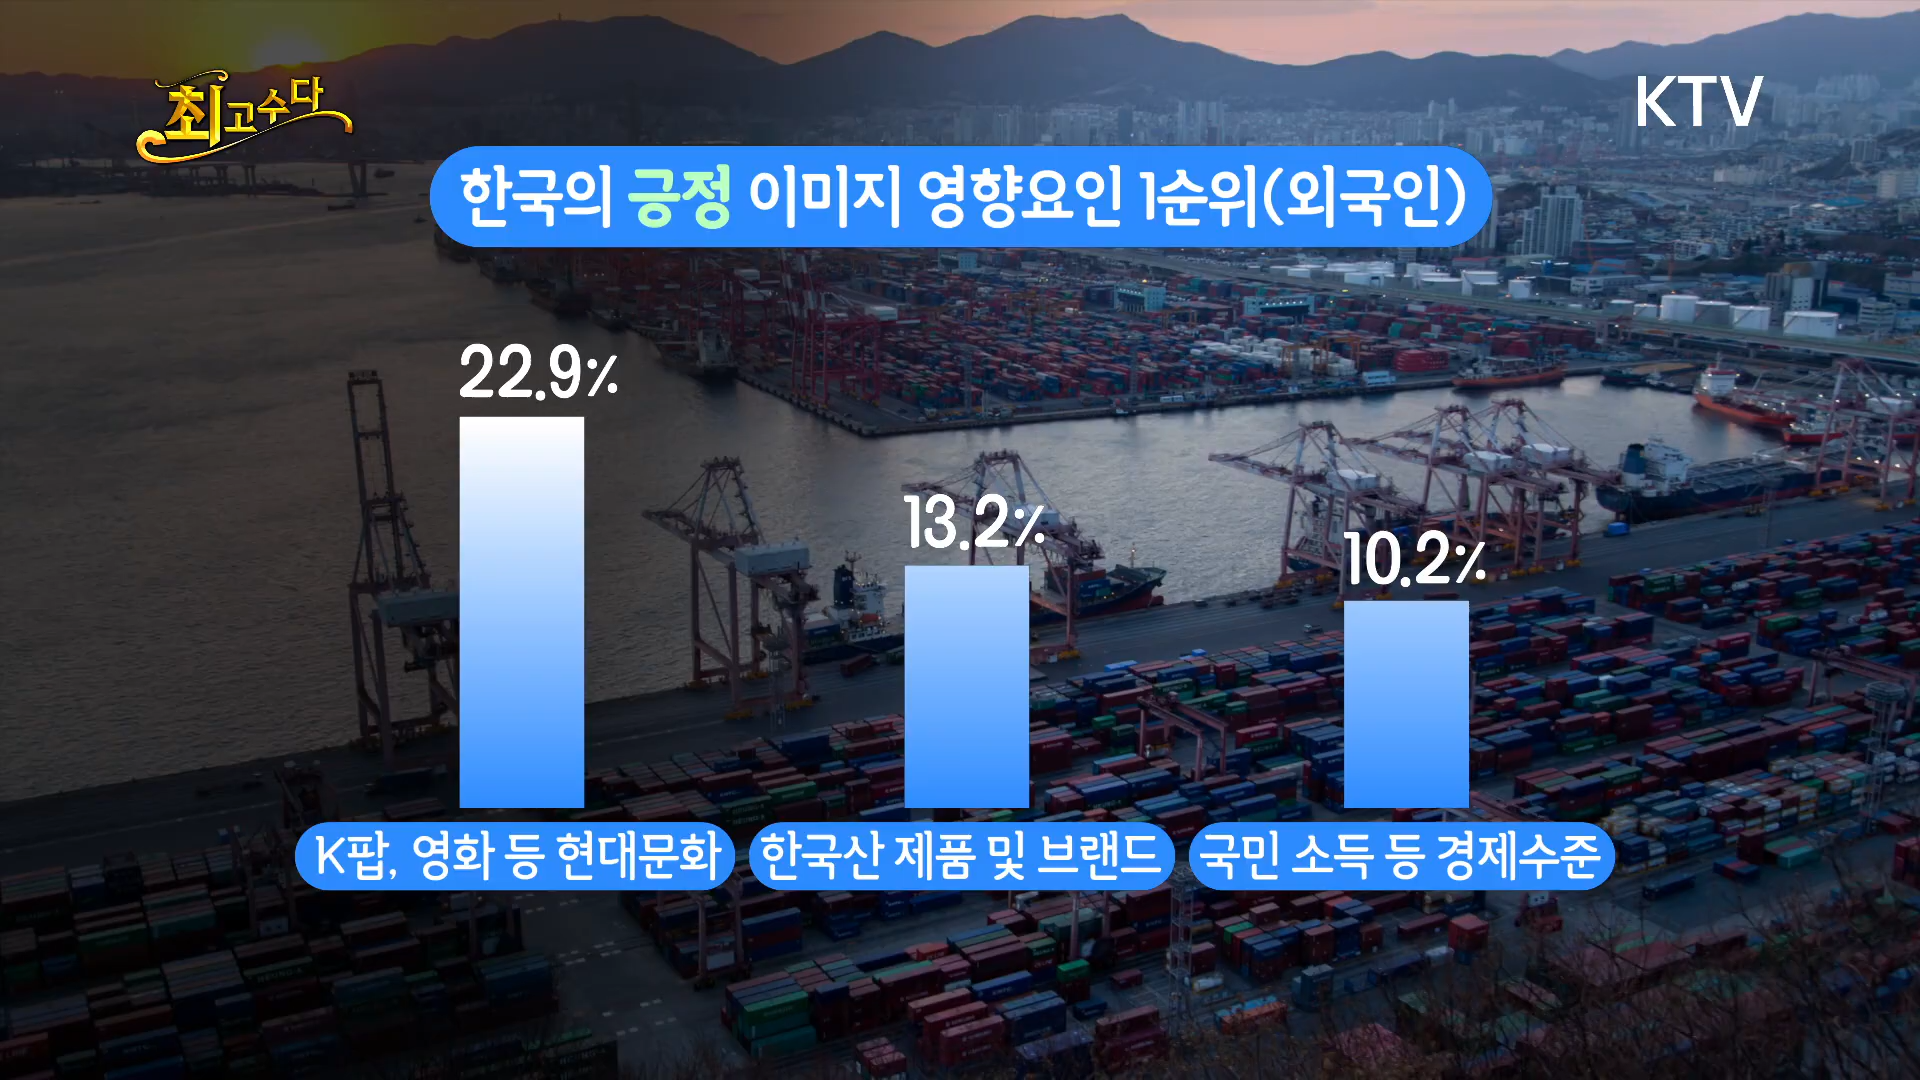 최고수다
KTV
한국의 긍정 이미지 영향요인 1순위(외국인)
22.9%
13.2%
10.2%
K팝, 영화 등 현대문화
한국산 제품 및 브랜드
국민 소득 등 경제수준